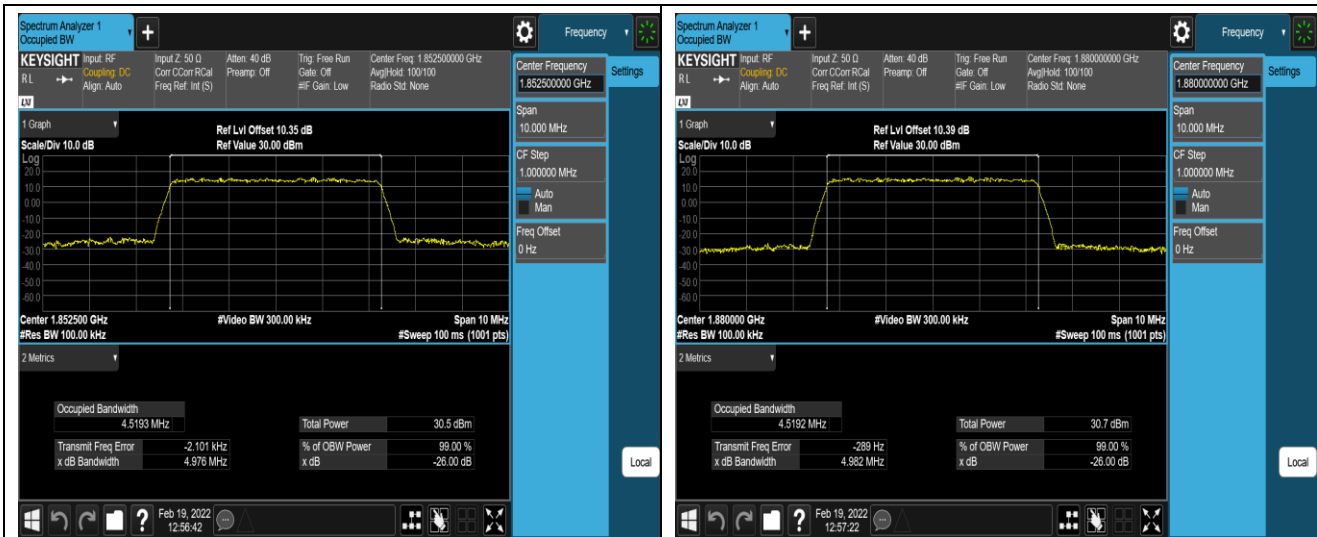 Spectrum Analyzer 1
Occupied BW
+
Frequency
KEYSIGHT
RL
LXI
Input: RF
Coupling: DC
Align: Auto
Input Z: 50 Ω
Corr CCorr RCal
Freq Ref: Int (S)
Atten: 40 dB
Preamp: Off
Trig: Free Run
Gate: Off
#IF Gain: Low
Center Freq: 1.852500000 GHz
Avg|Hold: 100/100
Radio Std: None
Center Frequency
1.852500000 GHz
Settings
Span
10.000 MHz
CF Step
1.000000 MHz
Auto
Man
Freq Offset
0 Hz
Local
1 Graph
Ref Lvl Offset 10.35 dB
Scale/Div 10.0 dB
Ref Value 30.00 dBm
Log
20.0
10.0
0.00
-10.0
-20.0
-30.0
-40.0
-50.0
-60.0
Center 1.852500 GHz
#Video BW 300.00 kHz
Span 10 MHz
#Res BW 100.00 kHz
#Sweep 100 ms (1001 pts)
2 Metrics
Occupied Bandwidth
4.5193 MHz
Total Power 30.5 dBm
Transmit Freq Error -2.101 kHz
% of OBW Power 99.00 %
x dB Bandwidth 4.976 MHz
x dB -26.00 dB
?
Feb 19, 2022
12:56:42
Spectrum Analyzer 1
Occupied BW
+
Frequency
KEYSIGHT
RL
LXI
Input: RF
Coupling: DC
Align: Auto
Input Z: 50 Ω
Corr CCorr RCal
Freq Ref: Int (S)
Atten: 40 dB
Preamp: Off
Trig: Free Run
Gate: Off
#IF Gain: Low
Center Freq: 1.880000000 GHz
Avg|Hold: 100/100
Radio Std: None
Center Frequency
1.880000000 GHz
Settings
Span
10.000 MHz
CF Step
1.000000 MHz
Auto
Man
Freq Offset
0 Hz
Local
1 Graph
Ref Lvl Offset 10.39 dB
Scale/Div 10.0 dB
Ref Value 30.00 dBm
Log
20.0
10.0
0.00
-10.0
-20.0
-30.0
-40.0
-50.0
-60.0
Center 1.880000 GHz
#Video BW 300.00 kHz
Span 10 MHz
#Res BW 100.00 kHz
#Sweep 100 ms (1001 pts)
2 Metrics
Occupied Bandwidth
4.5192 MHz
Total Power 30.7 dBm
Transmit Freq Error -289 Hz
% of OBW Power 99.00 %
x dB Bandwidth 4.982 MHz
x dB -26.00 dB
?
Feb 19, 2022
12:57:22